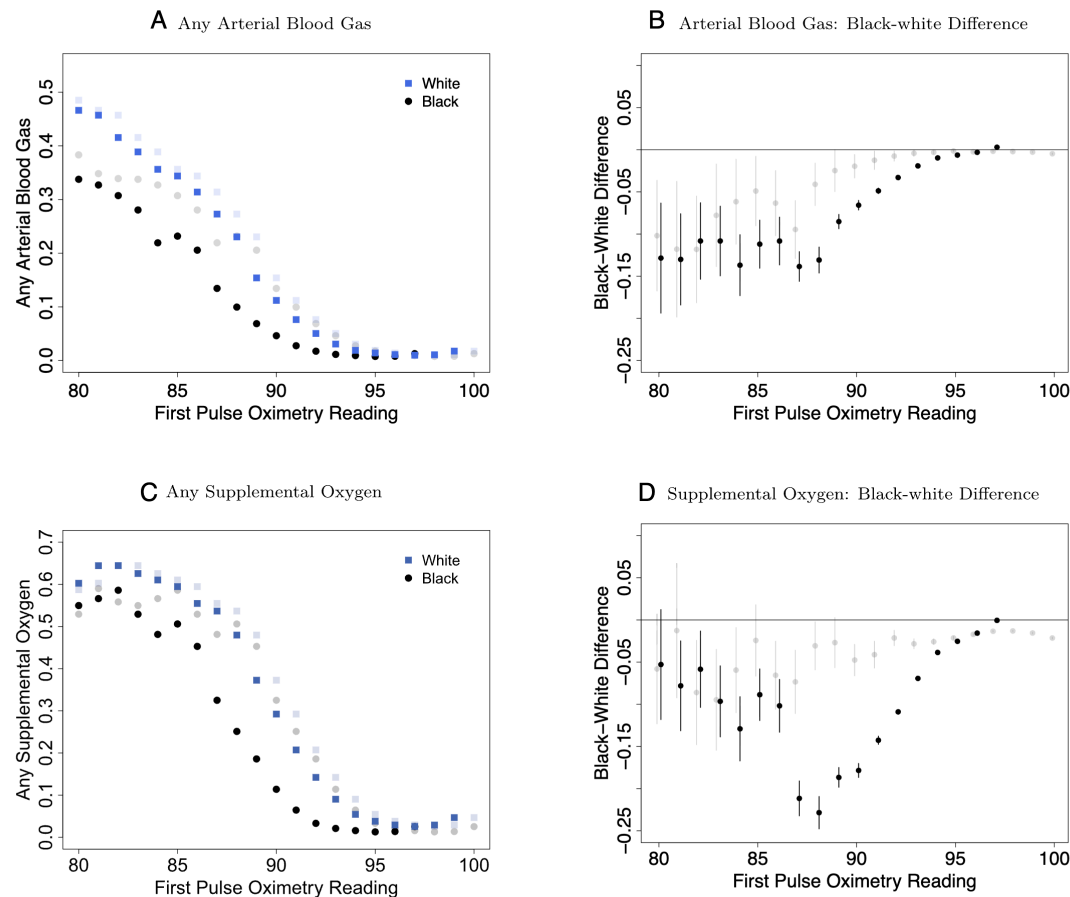 A Any Arterial Blood Gas
Any Arterial Blood Gas
0.0 0.1 0.2 0.3 0.4 0.5
White
Black
80 85 90 95 100
First Pulse Oximetry Reading
B Arterial Blood Gas: Black-white Difference
Black−White Difference
−0.25 −0.15 −0.05 0.05
80 85 90 95 100
First Pulse Oximetry Reading
C Any Supplemental Oxygen
Any Supplemental Oxygen
0.0 0.1 0.2 0.3 0.4 0.5 0.6 0.7
White
Black
80 85 90 95 100
First Pulse Oximetry Reading
D Supplemental Oxygen: Black-white Difference
Black−White Difference
−0.25 −0.15 −0.05 0.05
80 85 90 95 100
First Pulse Oximetry Reading